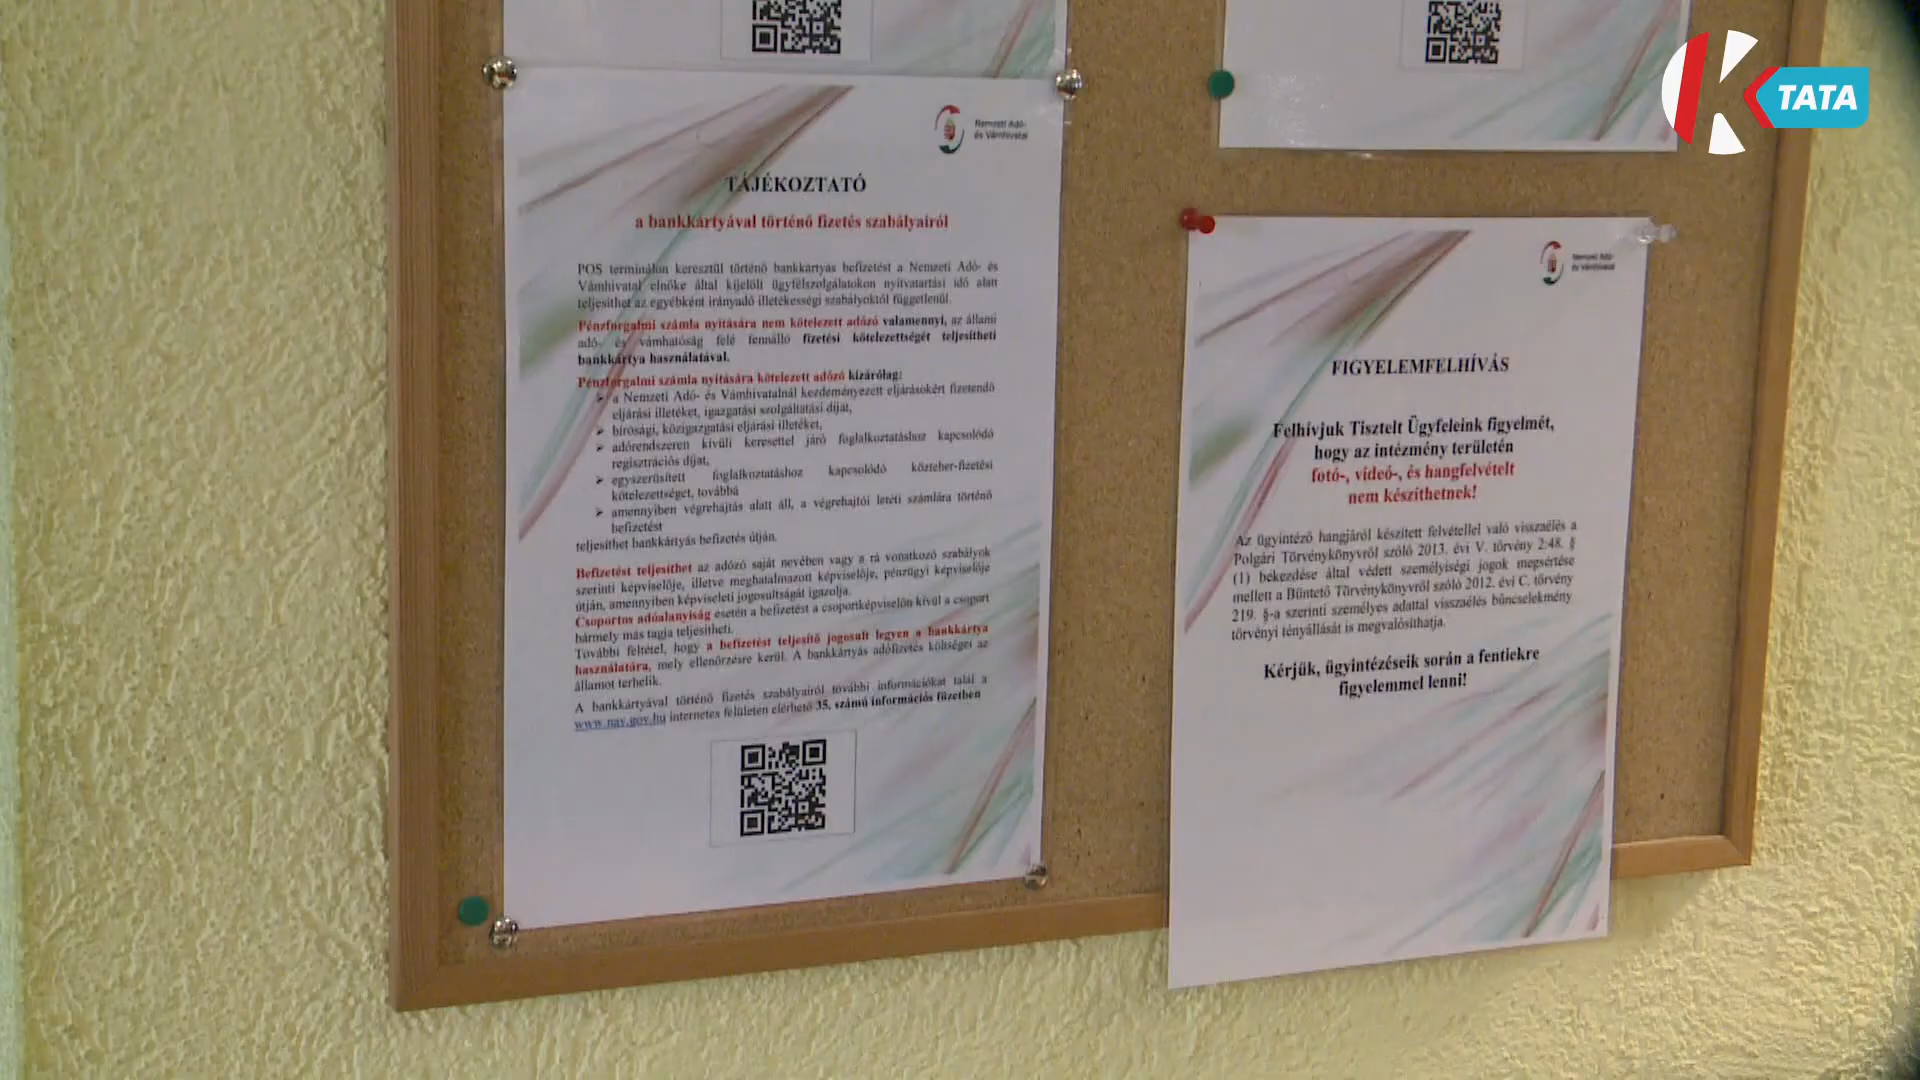 TATA
Nemzeti Adó-
és Vámhivatal
TÁJÉKOZTATÓ
a bankkártyával történő fizetés szabályairól
POS terminálon keresztül történő bankkártyás befizetést a Nemzeti Adó- és
Vámhivatal elnöke által kijelölt ügyfélszolgálatokon nyitvatartási idő alatt
teljesíthet az egyébként irányadó illetékességi szabályoktól függetlenül.
Pénzforgalmi számla nyitására nem kötelezett adózó valamennyi, az állami
adó- és vámhatóság felé fennálló fizetési kötelezettségét teljesítheti
bankkártya használatával.
Pénzforgalmi számla nyitására kötelezett adózó kizárólag:
➢ a Nemzeti Adó- és Vámhivatalnál kezdeményezett eljárásokért fizetendő
eljárási illetéket, igazgatási szolgáltatási díjat,
➢ bírósági, közigazgatási eljárási illetéket,
➢ adórendszeren kívüli keresettel járó foglalkoztatáshoz kapcsolódó
regisztrációs díjat,
➢ egyszerűsített foglalkoztatáshoz kapcsolódó közteher-fizetési
kötelezettséget, továbbá
➢ amennyiben végrehajtás alatt áll, a végrehajtói letéti számlára történő
befizetést
teljesíthet bankkártyás befizetés útján.
Befizetést teljesíthet az adózó saját nevében vagy a rá vonatkozó szabályok
szerinti képviselője, illetve meghatalmazott képviselője, pénzügyi képviselője
útján, amennyiben képviseleti jogosultságát igazolja.
Csoportos adóalanyiság esetén a befizetést a csoportképviselőn kívül a csoport
bármely más tagja teljesítheti.
További feltétel, hogy a befizetést teljesítő jogosult legyen a bankkártya
használatára, mely ellenőrzésre kerül. A bankkártyás adófizetés költségei az
államot terhelik.
A bankkártyával történő fizetés szabályairól további információkat talál a
www.nav.gov.hu internetes felületen elérhető 35. számú információs füzetben
Nemzeti Adó-
és Vámhivatal
FIGYELEMFELHÍVÁS
Felhívjuk Tisztelt Ügyfeleink figyelmét,
hogy az intézmény területén
fotó-, videó-, és hangfelvételt
nem készíthetnek!
Az ügyintéző hangjáról készített felvétellel való visszaélés a
Polgári Törvénykönyvről szóló 2013. évi V. törvény 2:48. §
(1) bekezdése által védett személyiségi jogok megsértése
mellett a Büntető Törvénykönyvről szóló 2012. évi C. törvény
219. §-a szerinti személyes adattal visszaélés bűncselekmény
törvényi tényállását is megvalósíthatja.
Kérjük, ügyintézéseik során a fentiekre
figyelemmel lenni!